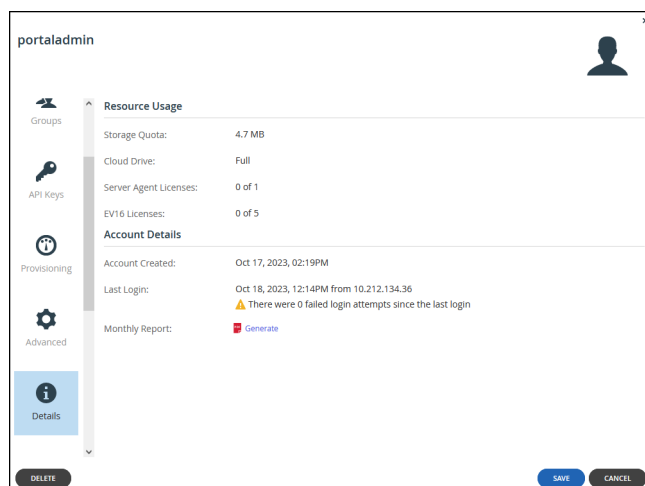 portaladmin
Groups
API Keys
Provisioning
Advanced
Details
Resource Usage
Storage Quota: 4.7 MB
Cloud Drive: Full
Server Agent Licenses: 0 of 1
EV16 Licenses: 0 of 5
Account Details
Account Created: Oct 17, 2023, 02:19PM
Last Login: Oct 18, 2023, 12:14PM from 10.212.134.36
There were 0 failed login attempts since the last login
Monthly Report: Generate
DELETE
SAVE
CANCEL